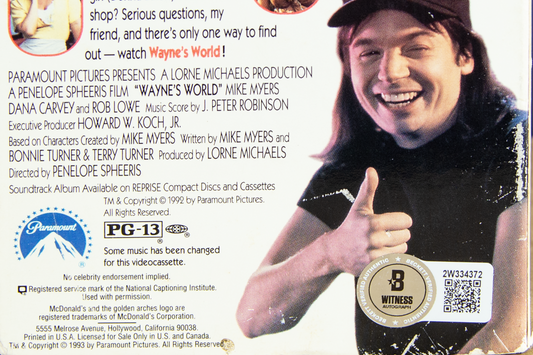 shop? Serious questions, my
friend, and there's only one way to find
out — watch Wayne's World!
PARAMOUNT PICTURES PRESENTS A LORNE MICHAELS PRODUCTION
A PENELOPE SPHEERIS FILM "WAYNE'S WORLD" MIKE MYERS
DANA CARVEY and ROB LOWE Music Score by J. PETER ROBINSON
Executive Producer HOWARD W. KOCH, JR.
Based on Characters Created by MIKE MYERS Written by MIKE MYERS and
BONNIE TURNER & TERRY TURNER Produced by LORNE MICHAELS
Directed by PENELOPE SPHEERIS
Soundtrack Album Available on REPRISE Compact Discs and Cassettes
TM & Copyright © 1992 by Paramount Pictures.
All Rights Reserved.
Paramount
PG-13®
Some music has been changed
for this videocassette.
No celebrity endorsement implied.
Registered service mark of the National Captioning Institute.
Used with permission.
McDonald's and the golden arches logo are
registered trademarks of McDonald's Corporation.
5555 Melrose Avenue, Hollywood, California 90038.
Printed in U.S.A. Licensed for Sale Only in U.S. and Canada.
TM & Copyright © 1993 by Paramount Pictures. All Rights Reserved.
B
WITNESS
AUTOGRAPH
2W334372